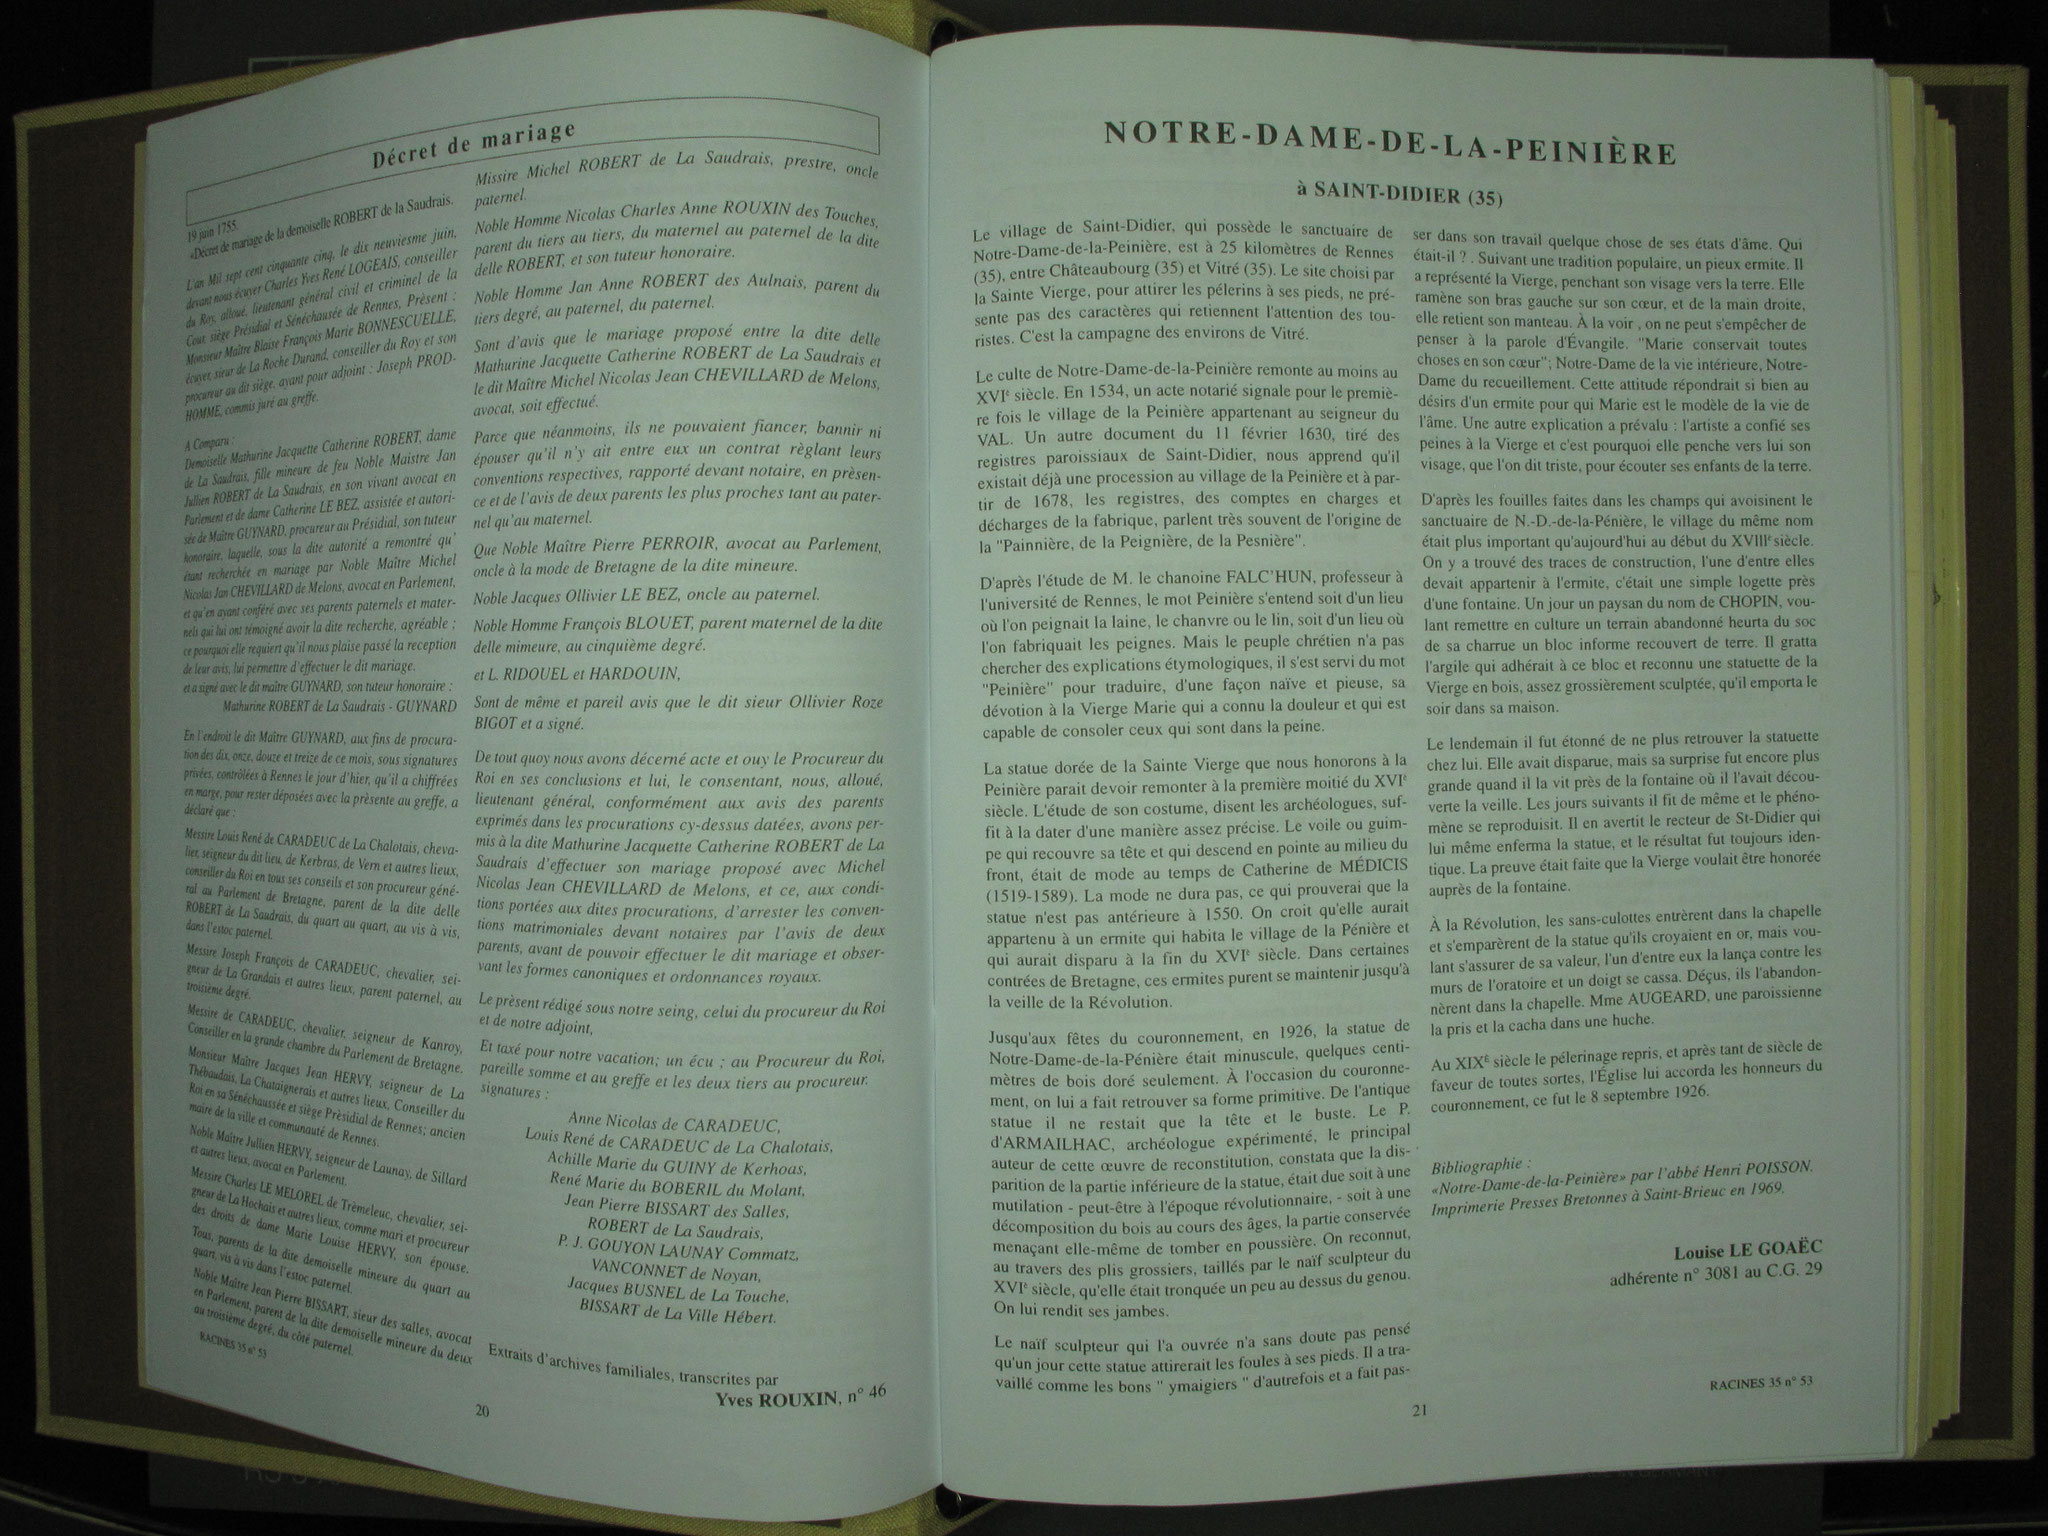 Décret de mariage
19 juin 1755.
«Décret de mariage de la demoiselle ROBERT de la Saudrais.
L'an Mil sept cent cinquante cinq, le dix neuviesme juin,
devant nous écuyer Charles Yves René LOGEAIS, conseiller
du Roy, alloué, lieutenant général civil et criminel de la
Cour, siège Présidial et Sénéchausée de Rennes, Présent :
Monsieur Maître Blaise François Marie BONNESCUELLE,
écuyer, sieur de La Roche Durand, conseiller du Roy et son
procureur au dit siège, ayant pour adjoint : Joseph PROD-
HOMME, commis juré au greffe.
A Comparu :
Demoiselle Mathurine Jacquette Catherine ROBERT, dame
de La Saudrais, fille mineure de feu Noble Maistre Jan
Jullien ROBERT de La Saudrais, en son vivant avocat en
Parlement et de dame Catherine LE BEZ, assistée et autori-
sée de Maître GUYNARD, procureur au Présidial, son tuteur
honoraire, laquelle, sous la dite autorité a remontré qu'
étant recherchée en mariage par Noble Maître Michel
Nicolas Jan CHEVILLARD de Melons, avocat en Parlement,
et qu'en ayant conféré avec ses parents paternels et mater-
nels qui lui ont témoigné avoir la dite recherche, agréable ;
ce pourquoi elle requiert qu'il nous plaise passé la reception
de leur avis, lui permettre d'effectuer le dit mariage.
et a signé avec le dit maître GUYNARD, son tuteur honoraire :
Mathurine ROBERT de La Saudrais - GUYNARD
En l'endroit le dit Maître GUYNARD, aux fins de procura-
tion des dix, onze, douze et treize de ce mois, sous signatures
privées, contrôlées à Rennes le jour d'hier, qu'il a chiffrées
en marge, pour rester déposées avec la présente au greffe, a
déclaré que :
Messire Louis René de CARADEUC de La Chalotais, cheva-
lier, seigneur du dit lieu, de Kerbras, de Vern et autres lieux,
conseiller du Roi en tous ses conseils et son procureur géné-
ral au Parlement de Bretagne, parent de la dite delle
ROBERT de La Saudrais, du quart au quart, au vis à vis,
dans l'estoc paternel.
Messire Joseph François de CARADEUC, chevalier, sei-
gneur de La Grandais et autres lieux, parent paternel, au
troisième degré.
Messire de CARADEUC, chevalier, seigneur de Kanroy,
Conseiller en la grande chambre du Parlement de Bretagne.
Monsieur Maître Jacques Jean HERVY, seigneur de La
Thébaudais, La Chataignerais et autres lieux, Conseiller du
Roi en sa Sénéchaussée et siège Présidial de Rennes; ancien
maire de la ville et communauté de Rennes.
Noble Maître Jullien HERVY, seigneur de Launay, de Sillard
et autres lieux, avocat en Parlement.
Messire Charles LE MELOREL de Trèmeleuc, chevalier, sei-
gneur de La Hochais et autres lieux, comme mari et procureur
des droits de dame Marie Louise HERVY, son épouse.
Tous, parents de la dite demoiselle mineure du quart au
quart, vis à vis dans l'estoc paternel.
Noble Maître Jean Pierre BISSART, sieur des salles, avocat
en Parlement, parent de la dite demoiselle mineure du deux
au troisième degré, du côté paternel.
RACINES 35 n° 53
Missire Michel ROBERT de La Saudrais, prestre, oncle
paternel.
Noble Homme Nicolas Charles Anne ROUXIN des Touches,
parent du tiers au tiers, du maternel au paternel de la dite
delle ROBERT, et son tuteur honoraire.
Noble Homme Jan Anne ROBERT des Aulnais, parent du
tiers degré, au paternel, du paternel.
Sont d'avis que le mariage proposé entre la dite delle
Mathurine Jacquette Catherine ROBERT de La Saudrais et
le dit Maître Michel Nicolas Jean CHEVILLARD de Melons,
avocat, soit effectué.
Parce que néanmoins, ils ne pouvaient fiancer, bannir ni
épouser qu'il n'y ait entre eux un contrat règlant leurs
conventions respectives, rapporté devant notaire, en présen-
ce et de l'avis de deux parents les plus proches tant au pater-
nel qu'au maternel.
Que Noble Maître Pierre PERROIR, avocat au Parlement,
oncle à la mode de Bretagne de la dite mineure.
Noble Jacques Ollivier LE BEZ, oncle au paternel.
Noble Homme François BLOUET, parent maternel de la dite
delle mimeure, au cinquième degré.
et L. RIDOUEL et HARDOUIN,
Sont de même et pareil avis que le dit sieur Ollivier Roze
BIGOT et a signé.
De tout quoy nous avons décerné acte et ouy le Procureur du
Roi en ses conclusions et lui, le consentant, nous, alloué,
lieutenant général, conformément aux avis des parents
exprimés dans les procurations cy-dessus datées, avons per-
mis à la dite Mathurine Jacquette Catherine ROBERT de La
Saudrais d'effectuer son mariage proposé avec Michel
Nicolas Jean CHEVILLARD de Melons, et ce, aux condi-
tions portées aux dites procurations, d'arrester les conven-
tions matrimoniales devant notaires par l'avis de deux
parents, avant de pouvoir effectuer le dit mariage et obser-
vant les formes canoniques et ordonnances royaux.
Le prèsent rédigé sous notre seing, celui du procureur du Roi
et de notre adjoint,
Et taxé pour notre vacation; un écu ; au Procureur du Roi,
pareille somme et au greffe et les deux tiers au procureur.
signatures :
Anne Nicolas de CARADEUC,
Louis René de CARADEUC de La Chalotais,
Achille Marie du GUINY de Kerhoas,
René Marie du BOBERIL du Molant,
Jean Pierre BISSART des Salles,
ROBERT de La Saudrais,
P. J. GOUYON LAUNAY Commatz,
VANCONNET de Noyan,
Jacques BUSNEL de La Touche,
BISSART de La Ville Hébert.
Extraits d'archives familiales, transcrites par
Yves ROUXIN, n° 46
20
NOTRE-DAME-DE-LA-PEINIÈRE
à SAINT-DIDIER (35)
Le village de Saint-Didier, qui possède le sanctuaire de
Notre-Dame-de-la-Peinière, est à 25 kilomètres de Rennes
(35), entre Châteaubourg (35) et Vitré (35). Le site choisi par
la Sainte Vierge, pour attirer les pélerins à ses pieds, ne pré-
sente pas des caractères qui retiennent l'attention des tou-
ristes. C'est la campagne des environs de Vitré.
Le culte de Notre-Dame-de-la-Peinière remonte au moins au
XVIe siècle. En 1534, un acte notarié signale pour le premiè-
re fois le village de la Peinière appartenant au seigneur du
VAL. Un autre document du 11 février 1630, tiré des
registres paroissiaux de Saint-Didier, nous apprend qu'il
existait déjà une procession au village de la Peinière et à par-
tir de 1678, les registres, des comptes en charges et
décharges de la fabrique, parlent très souvent de l'origine de
la "Painnière, de la Peignière, de la Pesnière".
D'après l'étude de M. le chanoine FALC'HUN, professeur à
l'université de Rennes, le mot Peinière s'entend soit d'un lieu
où l'on peignait la laine, le chanvre ou le lin, soit d'un lieu où
l'on fabriquait les peignes. Mais le peuple chrétien n'a pas
chercher des explications étymologiques, il s'est servi du mot
"Peinière" pour traduire, d'une façon naïve et pieuse, sa
dévotion à la Vierge Marie qui a connu la douleur et qui est
capable de consoler ceux qui sont dans la peine.
La statue dorée de la Sainte Vierge que nous honorons à la
Peinière parait devoir remonter à la première moitié du XVIe
siècle. L'étude de son costume, disent les archéologues, suf-
fit à la dater d'une manière assez précise. Le voile ou guim-
pe qui recouvre sa tête et qui descend en pointe au milieu du
front, était de mode au temps de Catherine de MÉDICIS
(1519-1589). La mode ne dura pas, ce qui prouverai que la
statue n'est pas antérieure à 1550. On croit qu'elle aurait
appartenu à un ermite qui habita le village de la Pénière et
qui aurait disparu à la fin du XVIe siècle. Dans certaines
contrées de Bretagne, ces ermites purent se maintenir jusqu'à
la veille de la Révolution.
Jusqu'aux fêtes du couronnement, en 1926, la statue de
Notre-Dame-de-la-Pénière était minuscule, quelques centi-
mètres de bois doré seulement. À l'occasion du couronne-
ment, on lui a fait retrouver sa forme primitive. De l'antique
statue il ne restait que la tête et le buste. Le P.
d'ARMAILHAC, archéologue expérimenté, le principal
auteur de cette œuvre de reconstitution, constata que la dis-
parition de la partie inférieure de la statue, était due soit à une
mutilation - peut-être à l'époque révolutionnaire, - soit à une
décomposition du bois au cours des âges, la partie conservée
menaçant elle-même de tomber en poussière. On reconnut,
au travers des plis grossiers, taillés par le naïf sculpteur du
XVIe siècle, qu'elle était tronquée un peu au dessus du genou.
On lui rendit ses jambes.
Le naïf sculpteur qui l'a ouvrée n'a sans doute pas pensé
qu'un jour cette statue attirerait les foules à ses pieds. Il a tra-
vaillé comme les bons " ymaigiers " d'autrefois et a fait pas-
ser dans son travail quelque chose de ses états d'âme. Qui
était-il ? . Suivant une tradition populaire, un pieux ermite. Il
a représenté la Vierge, penchant son visage vers la terre. Elle
ramène son bras gauche sur son cœur, et de la main droite,
elle retient son manteau. À la voir , on ne peut s'empêcher de
penser à la parole d'Évangile. "Marie conservait toutes
choses en son cœur"; Notre-Dame de la vie intérieure, Notre-
Dame du recueillement. Cette attitude répondrait si bien au
désirs d'un ermite pour qui Marie est le modèle de la vie de
l'âme. Une autre explication a prévalu : l'artiste a confié ses
peines à la Vierge et c'est pourquoi elle penche vers lui son
visage, que l'on dit triste, pour écouter ses enfants de la terre.
D'après les fouilles faites dans les champs qui avoisinent le
sanctuaire de N.-D.-de-la-Pénière, le village du même nom
était plus important qu'aujourd'hui au début du XVIIIe siècle.
On y a trouvé des traces de construction, l'une d'entre elles
devait appartenir à l'ermite, c'était une simple logette près
d'une fontaine. Un jour un paysan du nom de CHOPIN, vou-
lant remettre en culture un terrain abandonné heurta du soc
de sa charrue un bloc informe recouvert de terre. Il gratta
l'argile qui adhérait à ce bloc et reconnu une statuette de la
Vierge en bois, assez grossièrement sculptée, qu'il emporta le
soir dans sa maison.
Le lendemain il fut étonné de ne plus retrouver la statuette
chez lui. Elle avait disparue, mais sa surprise fut encore plus
grande quand il la vit près de la fontaine où il l'avait décou-
verte la veille. Les jours suivants il fit de même et le phéno-
mène se reproduisit. Il en avertit le recteur de St-Didier qui
lui même enferma la statue, et le résultat fut toujours iden-
tique. La preuve était faite que la Vierge voulait être honorée
auprès de la fontaine.
À la Révolution, les sans-culottes entrèrent dans la chapelle
et s'emparèrent de la statue qu'ils croyaient en or, mais vou-
lant s'assurer de sa valeur, l'un d'entre eux la lança contre les
murs de l'oratoire et un doigt se cassa. Déçus, ils l'abandon-
nèrent dans la chapelle. Mme AUGEARD, une paroissienne
la pris et la cacha dans une huche.
Au XIXE siècle le pélerinage repris, et après tant de siècle de
faveur de toutes sortes, l'Église lui accorda les honneurs du
couronnement, ce fut le 8 septembre 1926.
Bibliographie :
«Notre-Dame-de-la-Peinière» par l'abbé Henri POISSON.
Imprimerie Presses Bretonnes à Saint-Brieuc en 1969.
Louise LE GOAËC
adhérente n° 3081 au C.G. 29
RACINES 35 n° 53
21